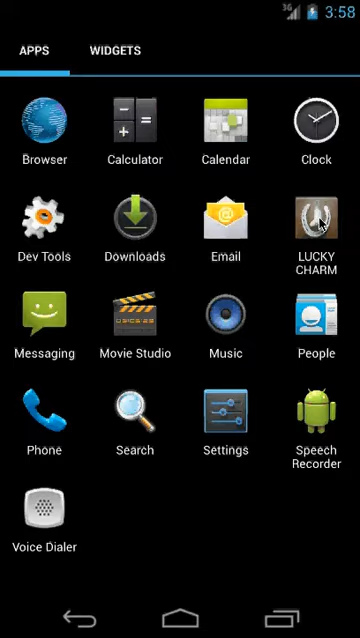 3G 3:58
APPS WIDGETS
Browser Calculator Calendar Clock
Dev Tools Downloads Email LUCKY
CHARM
Messaging Movie Studio Music People
Phone Search Settings Speech
Recorder
Voice Dialer